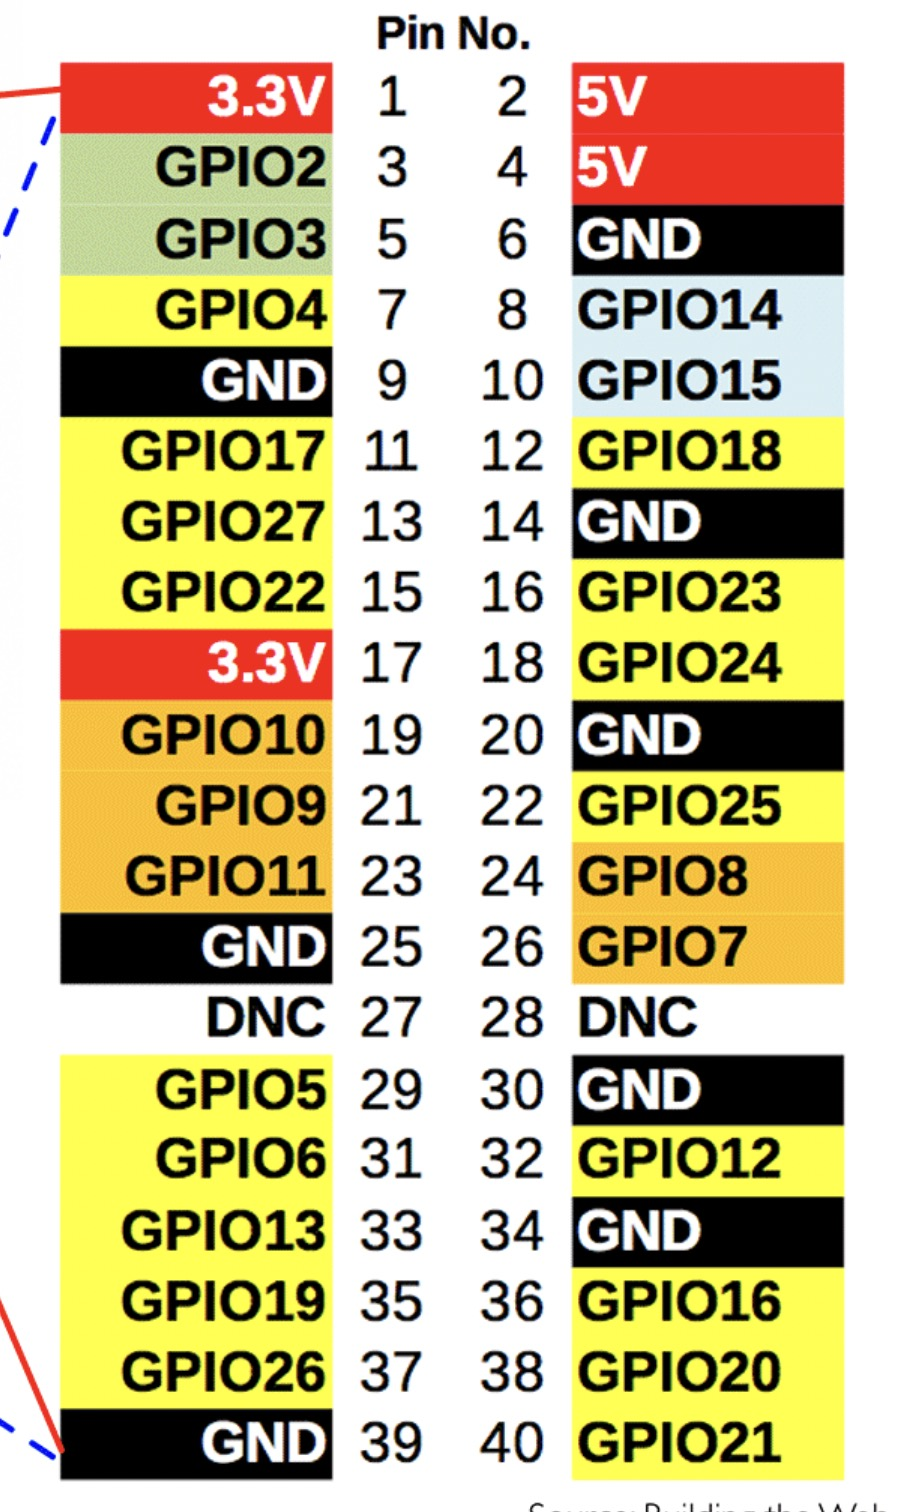 Pin No.
3.3V 1 2 5V
GPIO2 3 4 5V
GPIO3 5 6 GND
GPIO4 7 8 GPIO14
GND 9 10 GPIO15
GPIO17 11 12 GPIO18
GPIO27 13 14 GND
GPIO22 15 16 GPIO23
3.3V 17 18 GPIO24
GPIO10 19 20 GND
GPIO9 21 22 GPIO25
GPIO11 23 24 GPIO8
GND 25 26 GPIO7
DNC 27 28 DNC
GPIO5 29 30 GND
GPIO6 31 32 GPIO12
GPIO13 33 34 GND
GPIO19 35 36 GPIO16
GPIO26 37 38 GPIO20
GND 39 40 GPIO21
Source: Building the Web